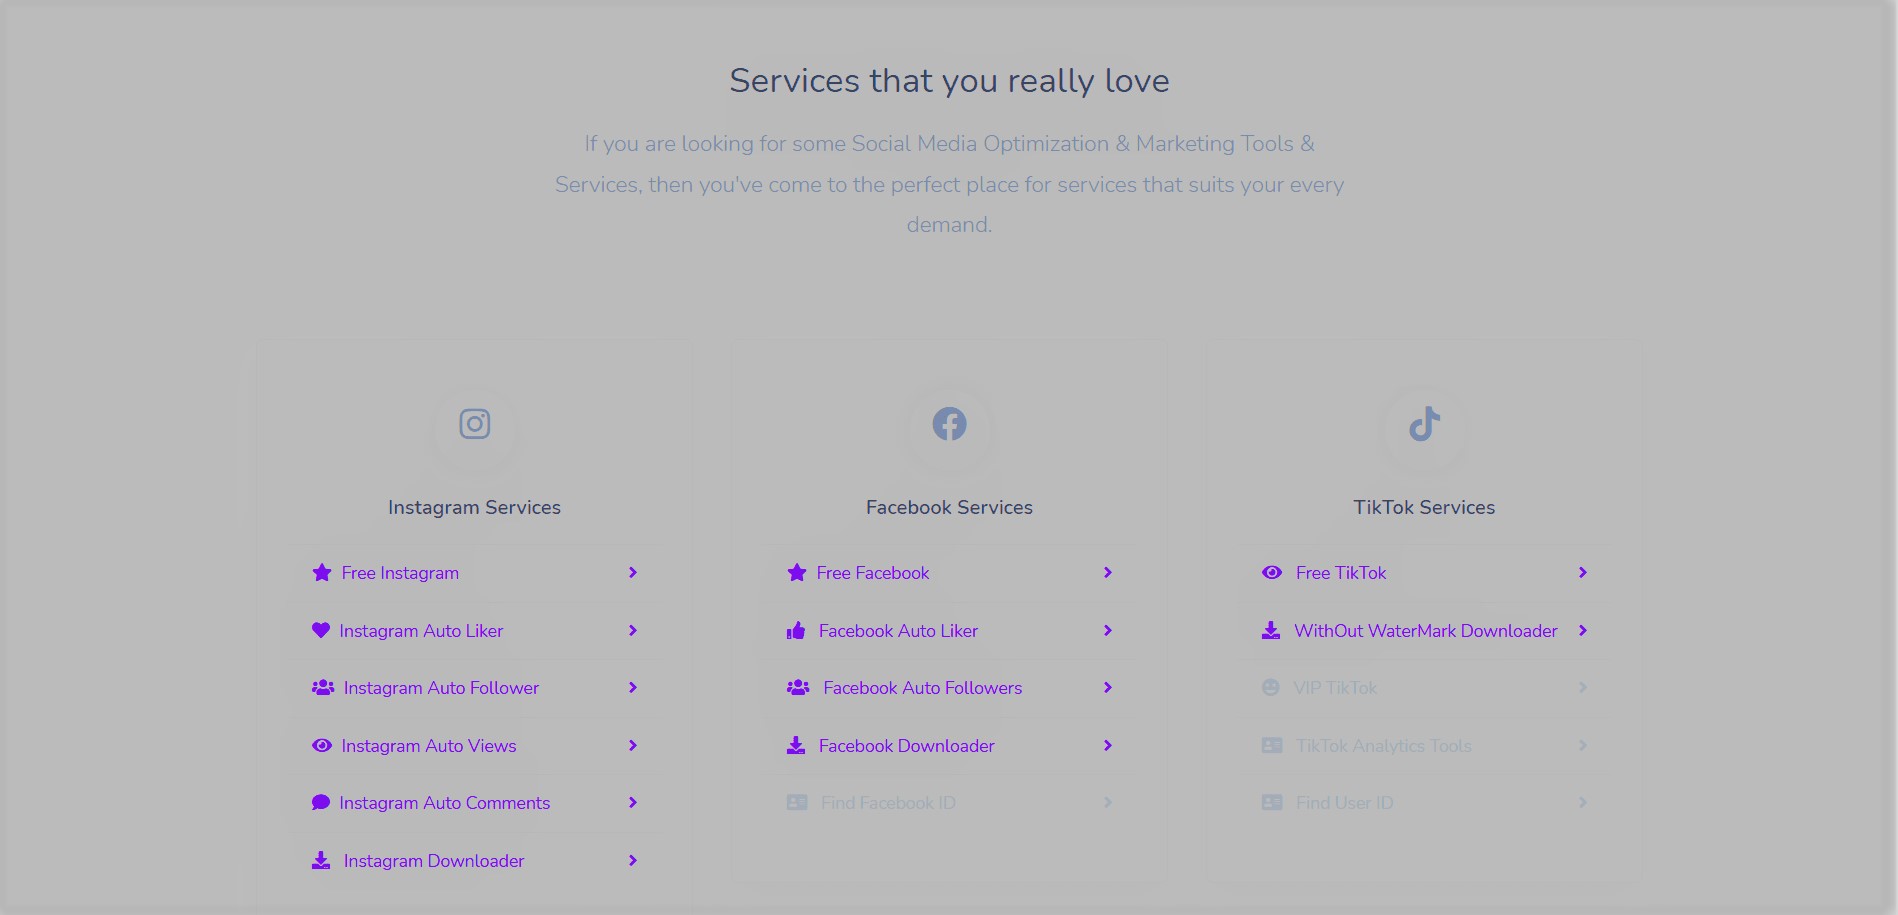 Services that you really love
If you are looking for some Social Media Optimization & Marketing Tools &
Services, then you've come to the perfect place for services that suits your every
demand.
Instagram Services
Free Instagram
Instagram Auto Liker
Instagram Auto Follower
Instagram Auto Views
Instagram Auto Comments
Instagram Downloader
Facebook Services
Free Facebook
Facebook Auto Liker
Facebook Auto Followers
Facebook Downloader
Find Facebook ID
TikTok Services
Free TikTok
WithOut WaterMark Downloader
VIP TikTok
TikTok Analytics Tools
Find User ID